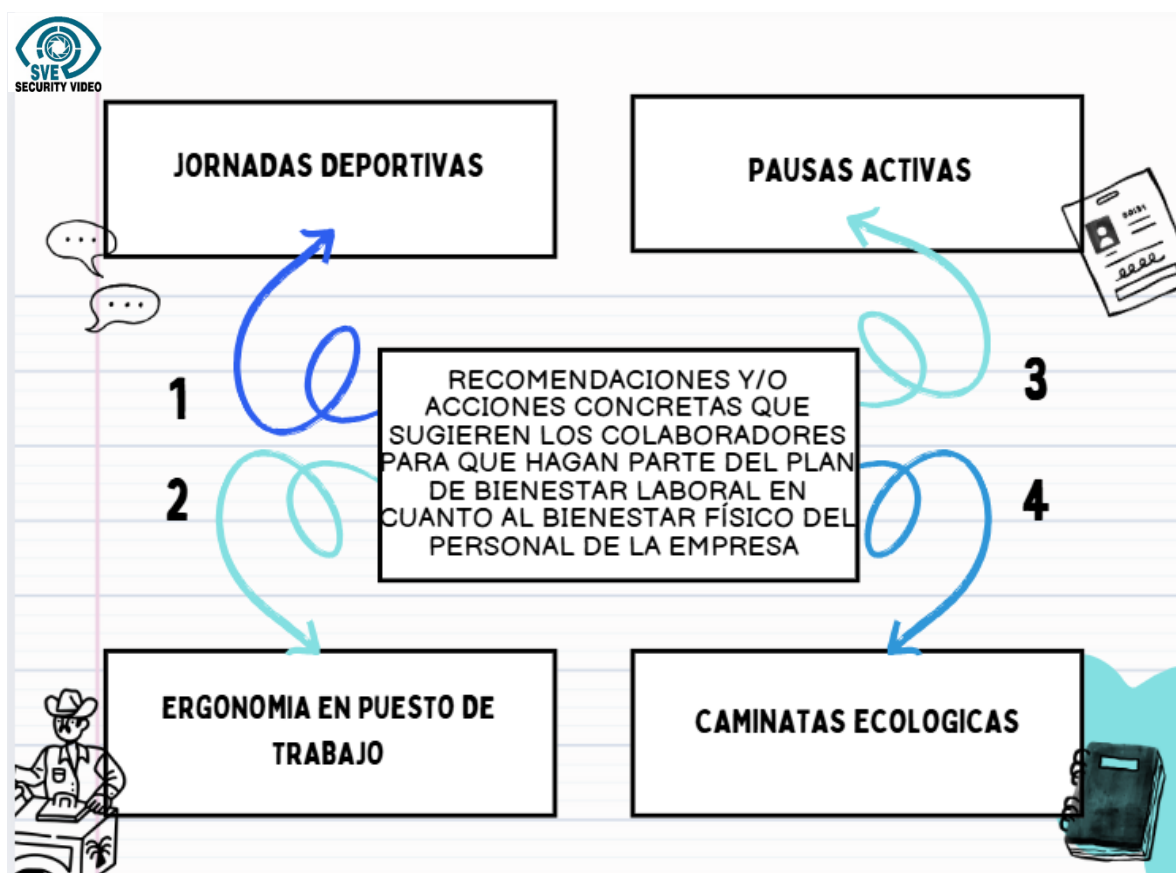 SVE
SECURITY VIDEO
JORNADAS DEPORTIVAS
PAUSAS ACTIVAS
00131
1
3
RECOMENDACIONES Y/O
ACCIONES CONCRETAS QUE
SUGIEREN LOS COLABORADORES
PARA QUE HAGAN PARTE DEL PLAN
DE BIENESTAR LABORAL EN
CUANTO AL BIENESTAR FÍSICO DEL
PERSONAL DE LA EMPRESA
2
4
ERGONOMIA EN PUESTO DE
TRABAJO
CAMINATAS ECOLOGICAS